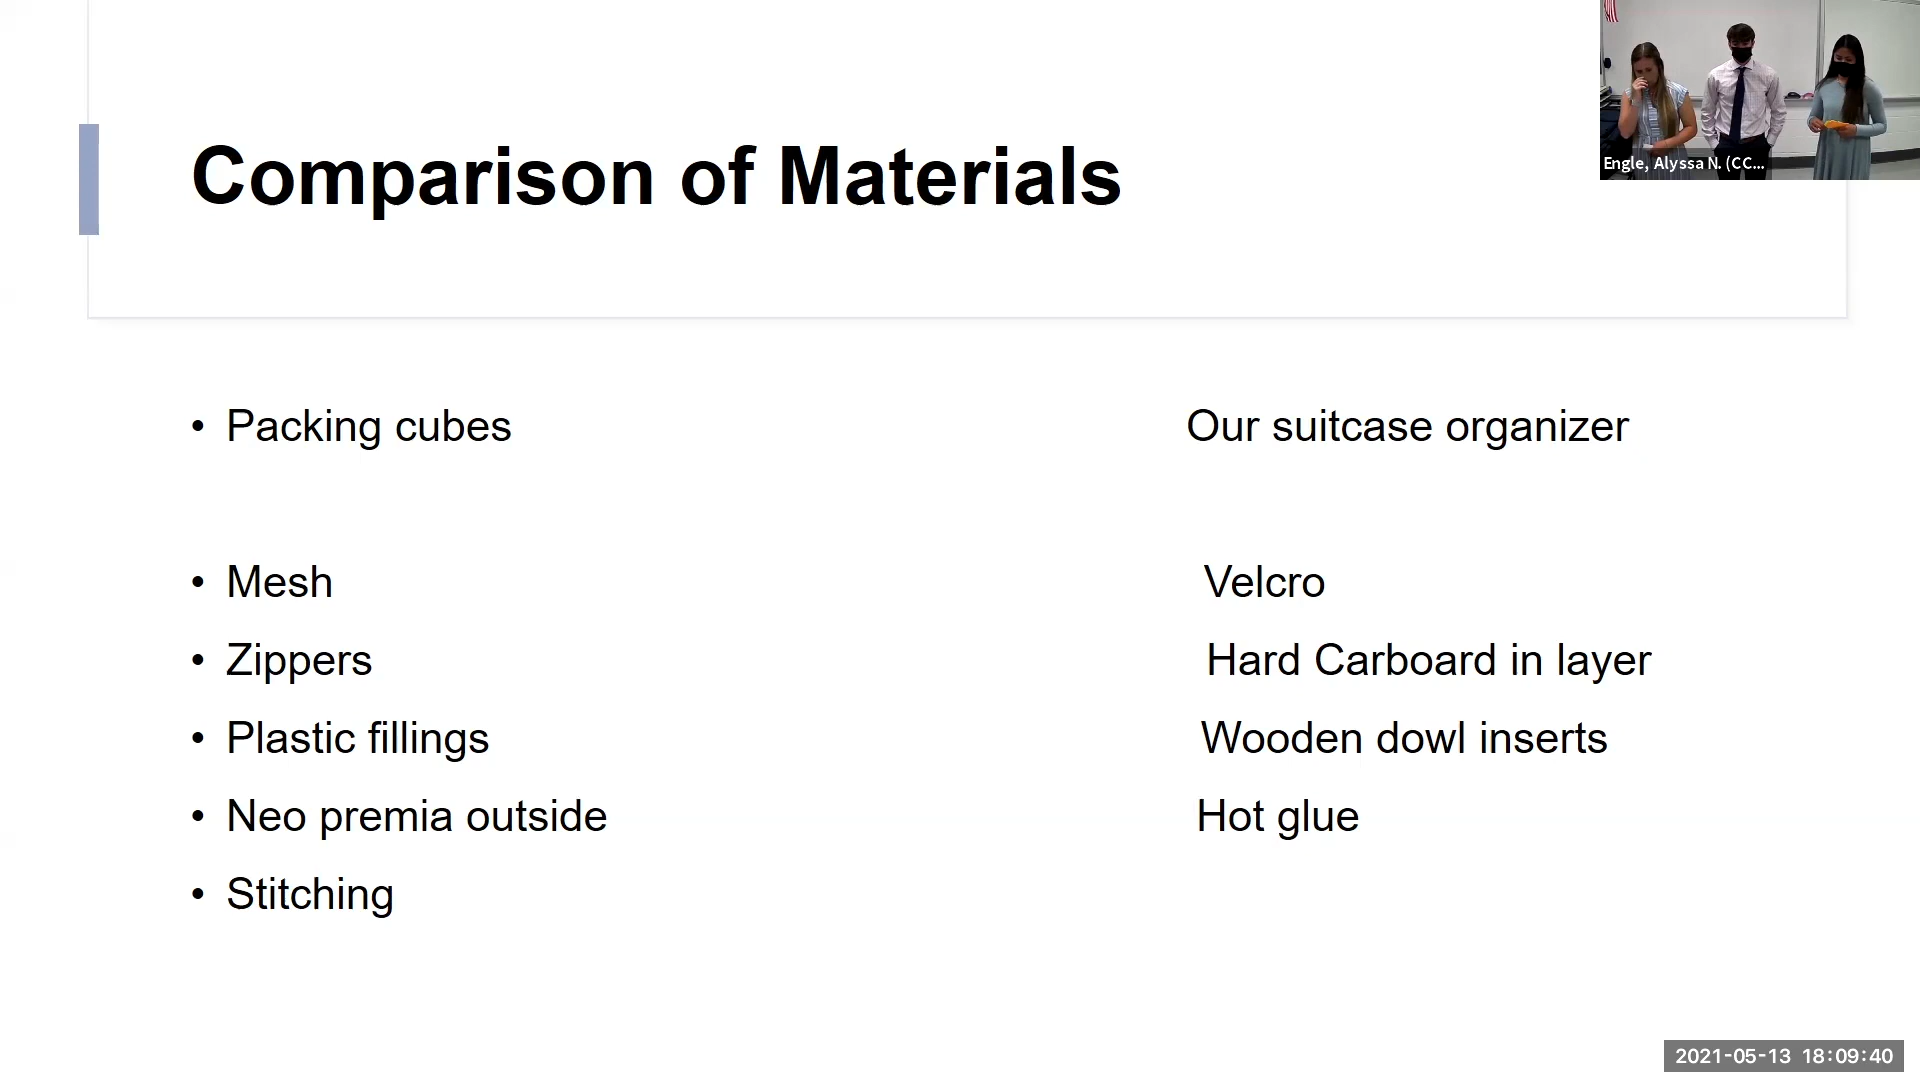 Comparison of Materials
Engle, Alyssa N. (CC...
• Packing cubes Our suitcase organizer
• Mesh Velcro
• Zippers Hard Carboard in layer
• Plastic fillings Wooden dowl inserts
• Neo premia outside Hot glue
• Stitching
2021-05-13 18:09:40